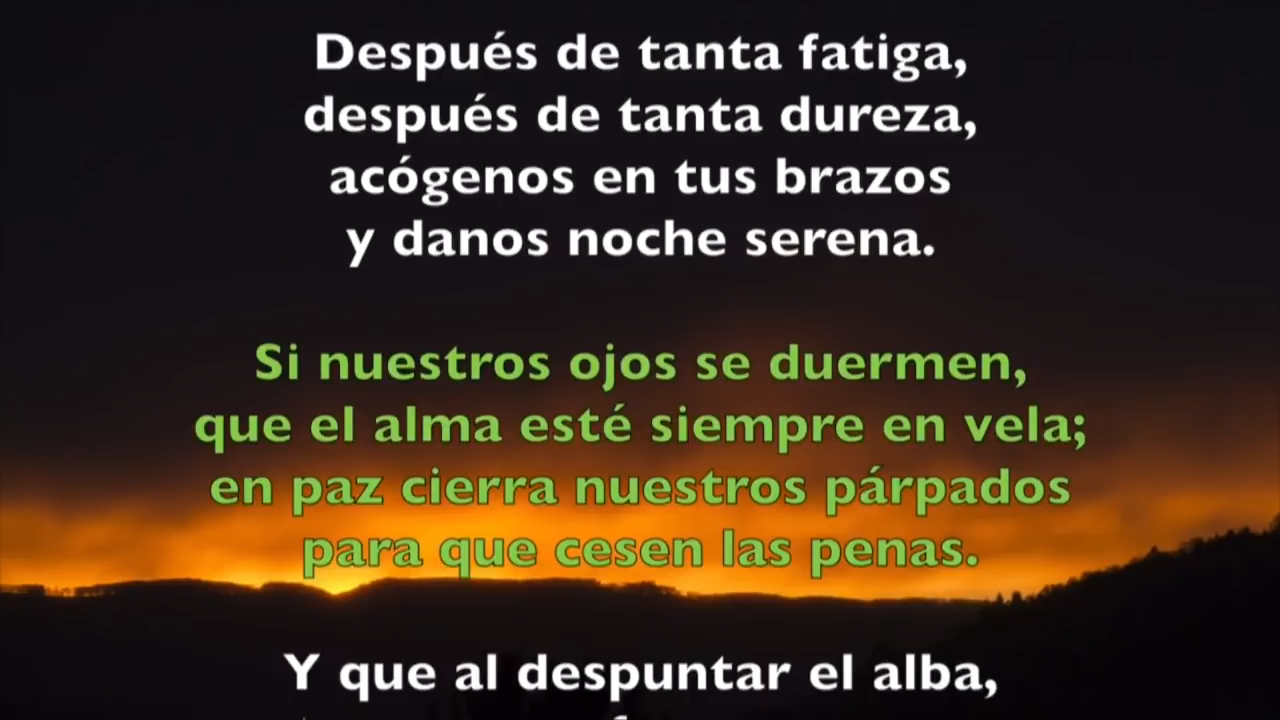 Después de tanta fatiga,
después de tanta dureza,
acógenos en tus brazos
y danos noche serena.
Si nuestros ojos se duermen,
que el alma esté siempre en vela;
en paz cierra nuestros párpados
para que cesen las penas.
Y que al despuntar el alba,